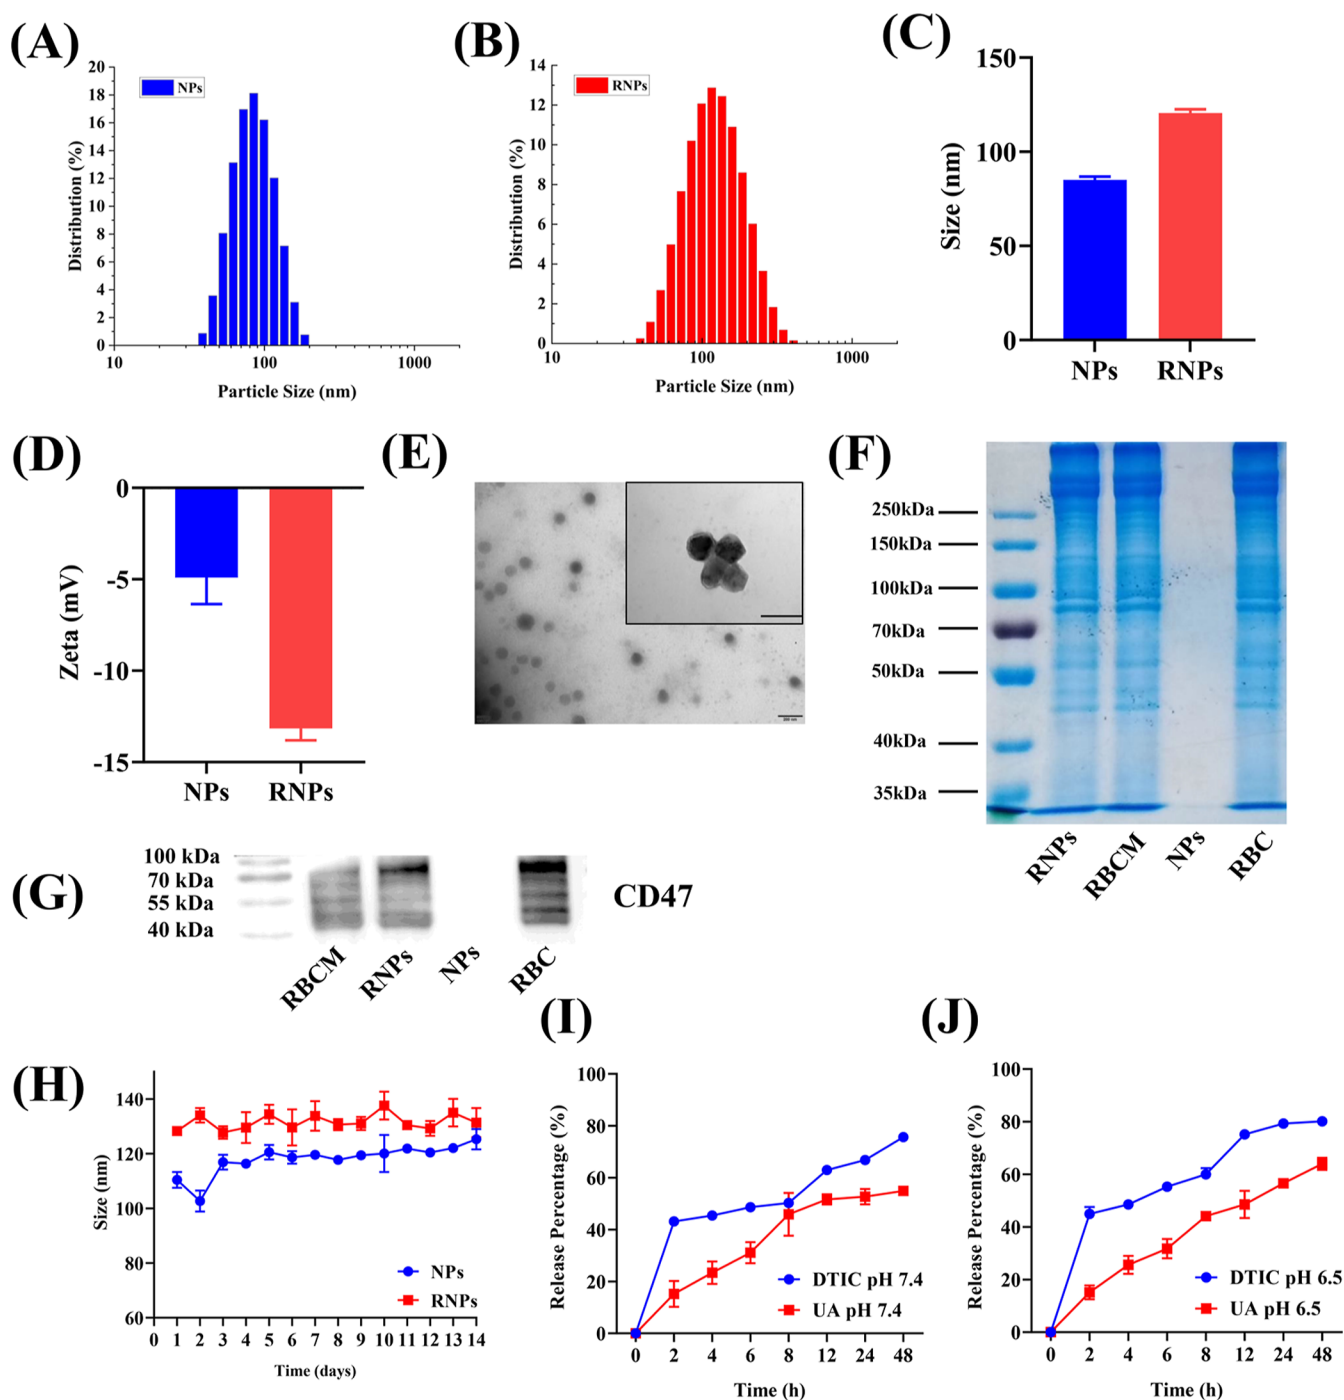 (A)
20
18
16
14
12
10
8
6
4
2
0
Distribution (%)
NPs
10
100
1000
Particle Size (nm)
(B)
14
12
10
8
6
4
2
0
Distribution (%)
RNPs
10
100
1000
Particle Size (nm)
(C)
150
100
50
0
Size (nm)
NPs
RNPs
(D)
0
-5
-10
-15
Zeta (mV)
NPs
RNPs
(E)
(F)
250kDa
150kDa
100kDa
70kDa
50kDa
40kDa
35kDa
RNPs
RBCM
NPs
RBC
(G)
100 kDa
70 kDa
55 kDa
40 kDa
CD47
RBCM
RNPs
NPs
RBC
(H)
140
120
100
80
60
Size (nm)
NPs
RNPs
0 1 2 3 4 5 6 7 8 9 10 11 12 13 14
Time (days)
(I)
100
80
60
40
20
0
Release Percentage (%)
DTIC pH 7.4
UA pH 7.4
0 2 4 6 8 12 24 48
Time (h)
(J)
100
80
60
40
20
0
Release Percentage (%)
DTIC pH 6.5
UA pH 6.5
0 2 4 6 8 12 24 48
Time (h)